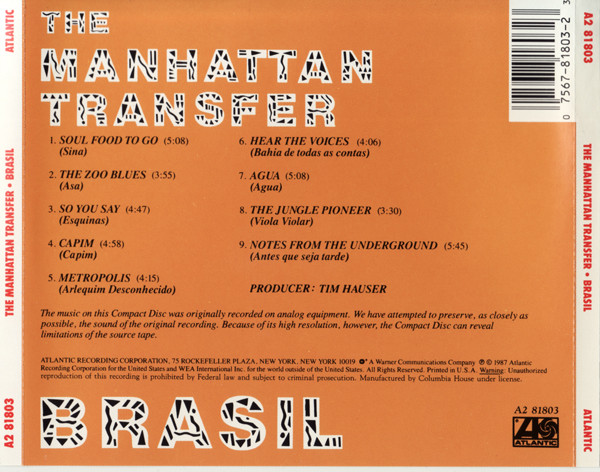 THE
MANHATTAN
TRANSFER
1. SOUL FOOD TO GO (5:08)
(Sina)
2. THE ZOO BLUES (3:55)
(Asa)
3. SO YOU SAY (4:47)
(Esquinas)
4. CAPIM (4:58)
(Capim)
5. METROPOLIS (4:15)
(Arlequim Desconhecido)
6. HEAR THE VOICES (4:06)
(Bahia de todas as contas)
7. AGUA (5:08)
(Agua)
8. THE JUNGLE PIONEER (3:30)
(Viola Violar)
9. NOTES FROM THE UNDERGROUND (5:45)
(Antes que seja tarde)
PRODUCER: TIM HAUSER
The music on this Compact Disc was originally recorded on analog equipment. We have attempted to preserve, as closely as
possible, the sound of the original recording. Because of its high resolution, however, the Compact Disc can reveal
limitations of the source tape.
ATLANTIC RECORDING CORPORATION, 75 ROCKEFELLER PLAZA, NEW YORK, NEW YORK 10019 A Warner Communications Company ℗ © 1987 Atlantic
Recording Corporation for the United States and WEA International Inc. for the world outside of the United States. All Rights Reserved. Printed in U.S.A. Warning: Unauthorized
reproduction of this recording is prohibited by Federal law and subject to criminal prosecution. Manufactured by Columbia House under license.
BRASIL
A2 81803
ATLANTIC
0 7567-81803-2 3
ATLANTIC
THE MANHATTAN TRANSFER • BRASIL
A2 81803
A2 81803
THE MANHATTAN TRANSFER • BRASIL
ATLANTIC